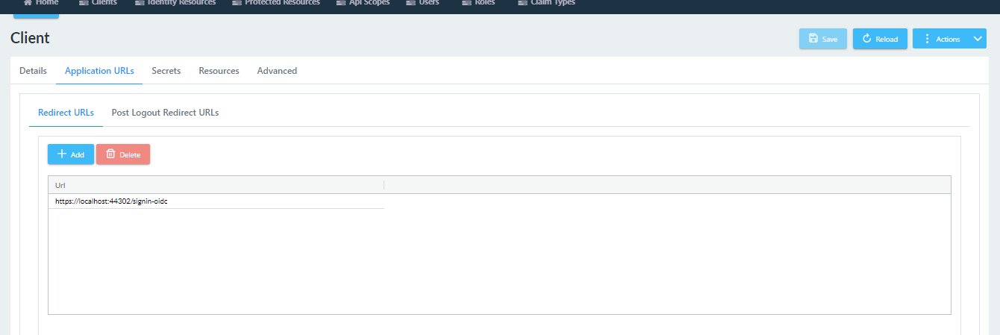 Home Clients Identity Resources Protected Resources Api Scopes Users Roles Claim Types
Client
Save Reload Actions
Details Application URLs Secrets Resources Advanced
Redirect URLs Post Logout Redirect URLs
Add Delete
Url
https://localhost:44302/signin-oidc